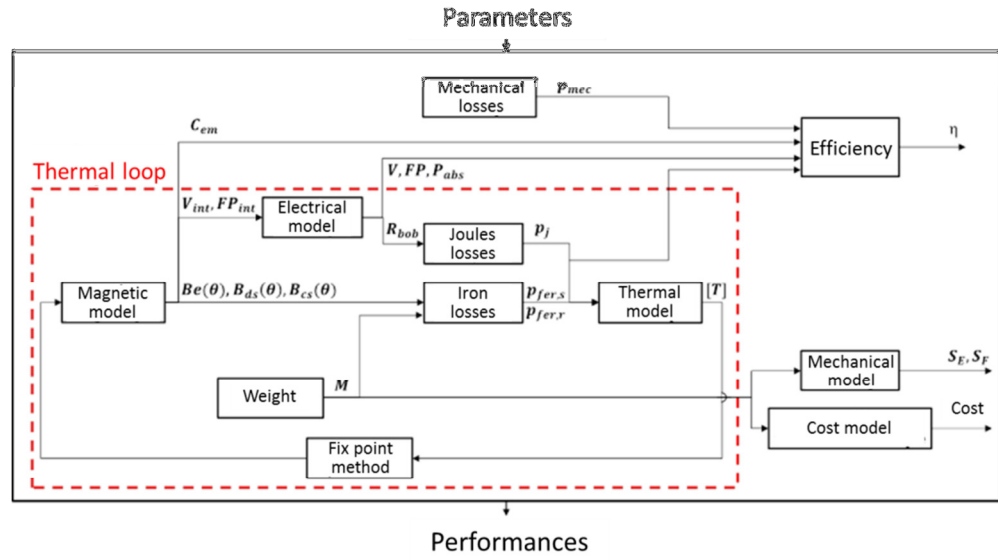 Parameters
Mechanical
losses
p_mec
C_em
Efficiency
η
Thermal loop
V, FP, P_abs
V_int, FP_int
Electrical
model
R_bob
Joules
losses
p_j
Magnetic
model
Be(θ), B_ds(θ), B_cs(θ)
Iron
losses
p_fer,s
p_fer,r
Thermal
model
[T]
Mechanical
model
S_E, S_F
Weight
M
Cost model
Cost
Fix point
method
Performances